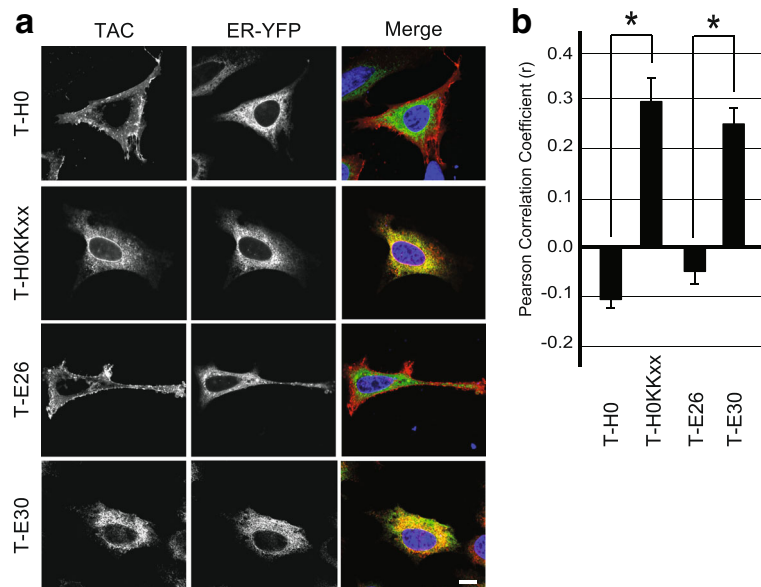 a
TAC
ER-YFP
Merge
T-H0
T-H0KKxx
T-E26
T-E30
b
Pearson Correlation Coefficient (r)
0.4
0.3
0.2
0.1
0.0
-0.1
-0.2
*
*
T-H0
T-H0KKxx
T-E26
T-E30